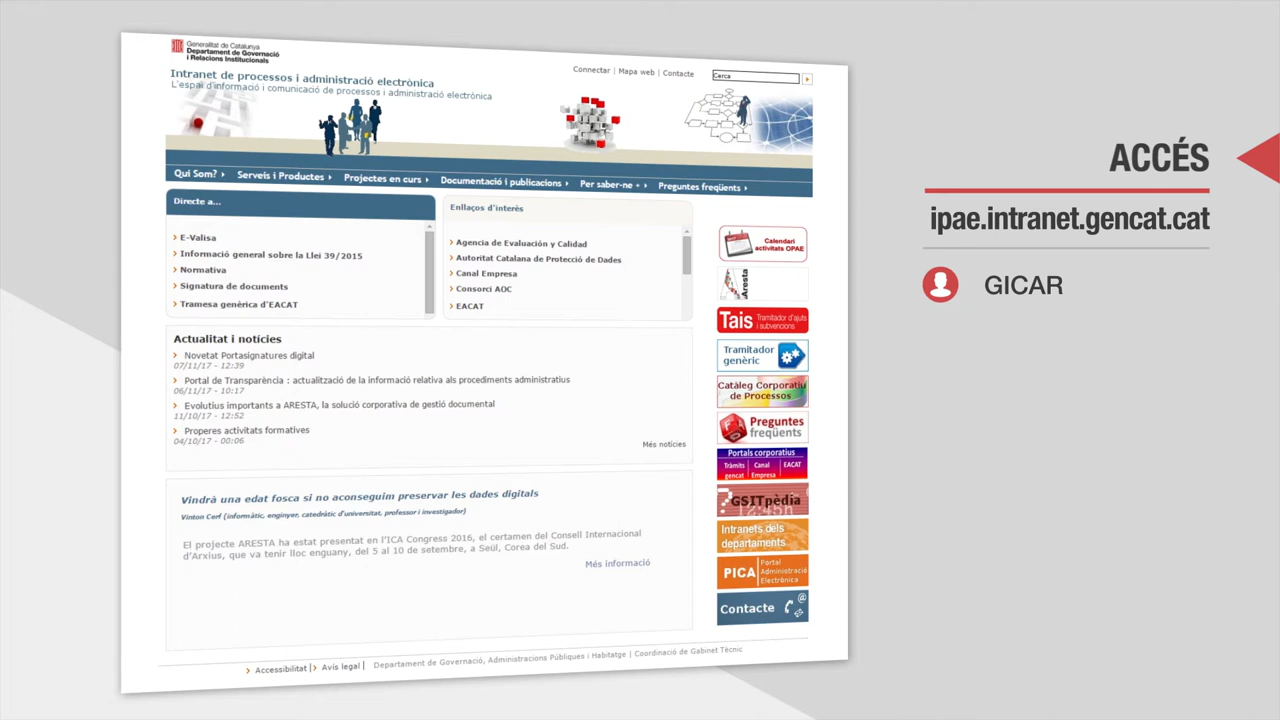 Generalitat de Catalunya
Departament de Governació
i Relacions Institucionals
Intranet de processos i administració electrònica
L'espai d'informació i comunicació de processos i administració electrònica
Connectar | Mapa web | Contacte
Cerca
Qui Som?
Serveis i Productes
Projectes en curs
Documentació i publicacions
Per saber-ne +
Preguntes freqüents
Directe a...
E-Valisa
Informació general sobre la Llei 39/2015
Normativa
Signatura de documents
Tramesa genèrica d'EACAT
Enllaços d'interès
Agencia de Evaluación y Calidad
Autoritat Catalana de Protecció de Dades
Canal Empresa
Consorci AOC
EACAT
Actualitat i notícies
Novetat Portasignatures digital
07/11/17 - 12:39
Portal de Transparència : actualització de la informació relativa als procediments administratius
06/11/17 - 10:17
Evolutius importants a ARESTA, la solució corporativa de gestió documental
11/10/17 - 12:52
Properes activitats formatives
04/10/17 - 00:06
Més notícies
Vindrà una edat fosca si no aconseguim preservar les dades digitals
Vinton Cerf (informàtic, enginyer, catedràtic d'universitat, professor i investigador)
El projecte ARESTA ha estat presentat en l'ICA Congress 2016, el certamen del Consell Internacional
d'Arxius, que va tenir lloc enguany, del 5 al 10 de setembre, a Seül, Corea del Sud.
Més informació
Calendari
activitats OPAE
Aresta
Tais
Tramitador d'ajuts
i subvencions
Tramitador
genèric
Catàleg Corporatiu
de Processos
Preguntes
freqüents
Portals corporatius
Tràmits
gencat
Canal
Empresa
EACAT
GSITpèdia
Intranets dels
departaments
PICA
Portal
Administració
Electrònica
Contacte
Accessibilitat |
Avís legal |
Departament de Governació, Administracions Públiques i Habitatge | Coordinació de Gabinet Tècnic
ACCÉS
ipae.intranet.gencat.cat
GICAR